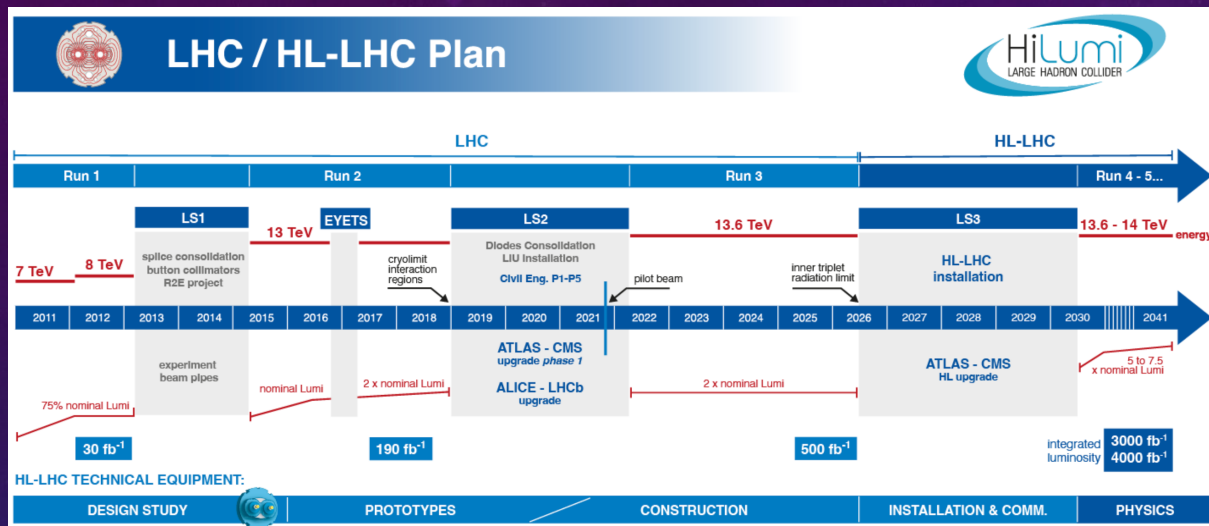 LHC / HL-LHC Plan
HiLumi
LARGE HADRON COLLIDER
LHC
HL-LHC
Run 1
Run 2
Run 3
Run 4 - 5...
LS1
EYETS
LS2
LS3
13 TeV
13.6 TeV
13.6 - 14 TeV
energy
splice consolidation
button collimators
R2E project
Diodes Consolidation
LIU Installation
Civil Eng. P1-P5
cryolimit
interaction
regions
pilot beam
inner triplet
radiation limit
HL-LHC
installation
7 TeV
8 TeV
2011 2012 2013 2014 2015 2016 2017 2018 2019 2020 2021 2022 2023 2024 2025 2026 2027 2028 2029 2030 2041
experiment
beam pipes
ATLAS - CMS
upgrade phase 1
ALICE - LHCb
upgrade
ATLAS - CMS
HL upgrade
5 to 7.5
x nominal Lumi
75% nominal Lumi
nominal Lumi
2 x nominal Lumi
2 x nominal Lumi
30 fb⁻¹
190 fb⁻¹
500 fb⁻¹
integrated
luminosity
3000 fb⁻¹
4000 fb⁻¹
HL-LHC TECHNICAL EQUIPMENT:
DESIGN STUDY
PROTOTYPES
CONSTRUCTION
INSTALLATION & COMM.
PHYSICS